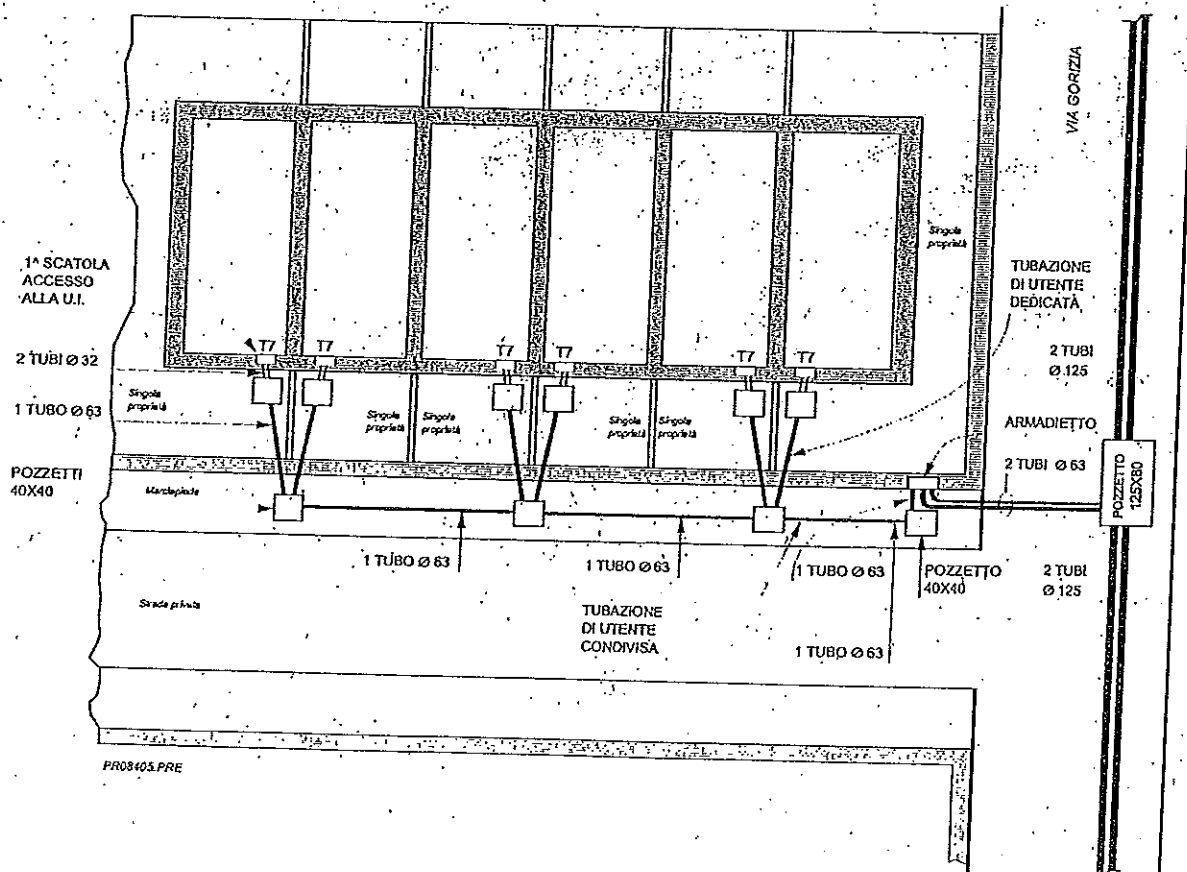 VIA GORIZIA
Singola
proprietà
1ª SCATOLA
ACCESSO
ALLA U.I.
TUBAZIONE
DI UTENTE
DEDICATA
T7
T7
T7
T7
T7
T7
2 TUBI Ø 32
2 TUBI
Ø 125
Singola
proprietà
Singola
proprietà
Singola
proprietà
Singola
proprietà
Singola
proprietà
1 TUBO Ø 63
ARMADIETTO
2 TUBI Ø 63
POZZETTO
125X80
POZZETTI
40X40
Marciapiede
1 TUBO Ø 63
1 TUBO Ø 63
1 TUBO Ø 63
POZZETTO
40X40
2 TUBI
Ø 125
Strada privata
TUBAZIONE
DI UTENTE
CONDIVISA
1 TUBO Ø 63
PR08405.PRE